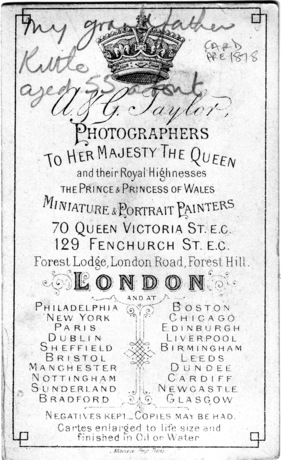 My grandfather
Kittle
aged 55 about
CARD
PRE 1878
A & G. Taylor,
PHOTOGRAPHERS
TO HER MAJESTY THE QUEEN
and their Royal Highnesses
THE PRINCE & PRINCESS OF WALES
MINIATURE & PORTRAIT PAINTERS
70 QUEEN VICTORIA ST. E.C.
129 FENCHURCH ST. E.C.
Forest Lodge, London Road, Forest Hill.
LONDON
AND AT
PHILADELPHIA BOSTON
NEW YORK CHICAGO
PARIS EDINBURGH
DUBLIN LIVERPOOL
SHEFFIELD BIRMINGHAM
BRISTOL LEEDS
MANCHESTER DUNDEE
NOTTINGHAM CARDIFF
SUNDERLAND NEWCASTLE
BRADFORD GLASGOW
NEGATIVES KEPT_COPIES MAY BE HAD.
Cartes enlarged to life size and
finished in Oil or Water